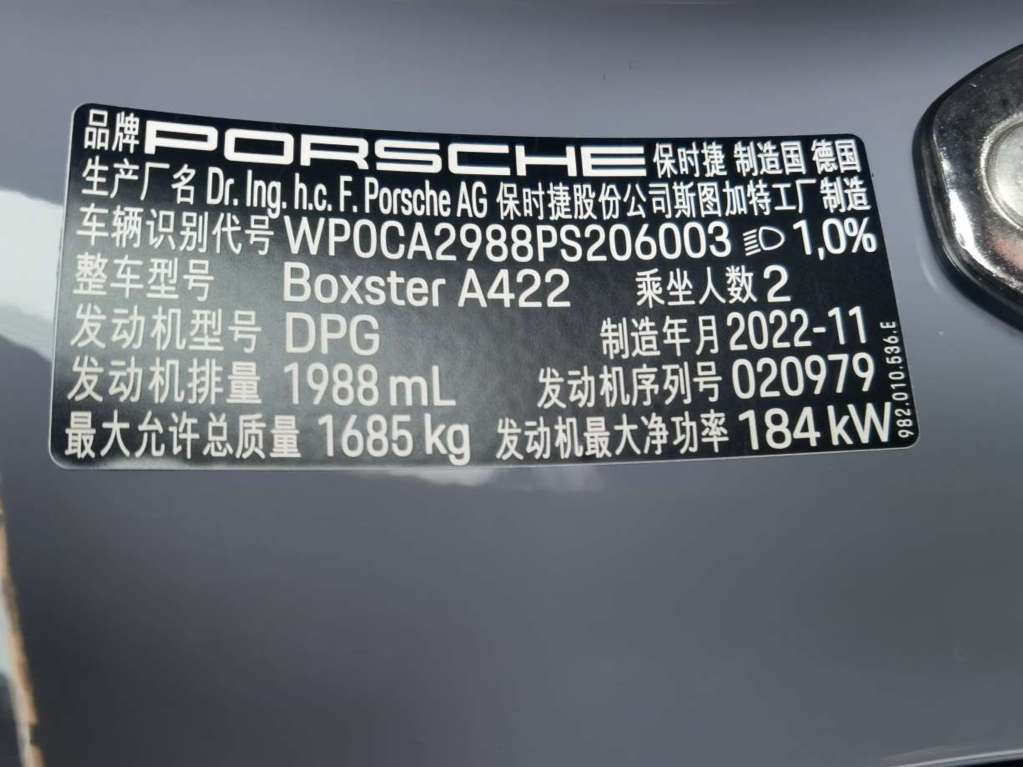 品牌 PORSCHE 保时捷 制造国 德国
生产厂名 Dr. Ing. h.c. F. Porsche AG 保时捷股份公司斯图加特工厂制造
车辆识别代号 WP0CA2988PS206003 1,0%
整车型号 Boxster A422 乘坐人数 2
发动机型号 DPG 制造年月 2022-11
发动机排量 1988 mL 发动机序列号 020979
最大允许总质量 1685 kg 发动机最大净功率 184 kW
982.010.536.E